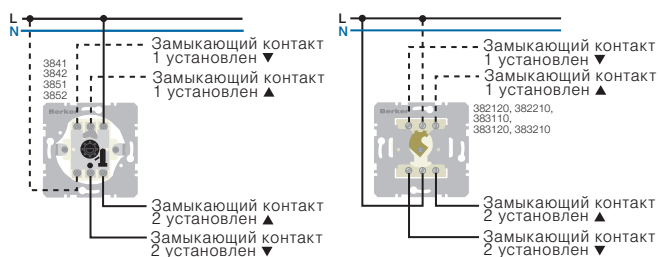 L
N
Замыкающий контакт
1 установлен ▼
3841
3842
3851
3852
Замыкающий контакт
1 установлен ▲
Berker
Замыкающий контакт
2 установлен ▲
Замыкающий контакт
2 установлен ▼
L
N
Замыкающий контакт
1 установлен ▼
Замыкающий контакт
1 установлен ▲
Berker
382120, 382210,
383110,
383120, 383210
Замыкающий контакт
2 установлен ▲
Замыкающий контакт
2 установлен ▼